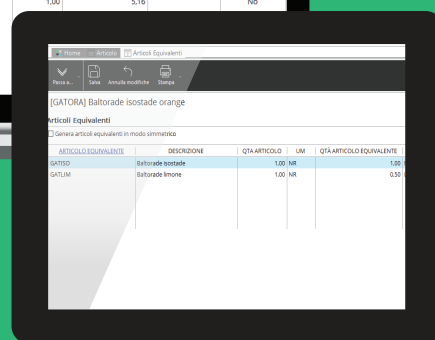 1,00 5,16 No
Home Articolo Articoli Equivalenti
Passa a... Salva Annulla modifiche Stampa
[GATORA] Baltorade isostade orange
Articoli Equivalenti
Genera articoli equivalenti in modo simmetrico
ARTICOLO EQUIVALENTE DESCRIZIONE QTA ARTICOLO UM QTÀ ARTICOLO EQUIVALENTE
GATISO Baltorade isostade 1,00 NR 1,00
GATLIM Baltorade limone 1,00 NR 0,50